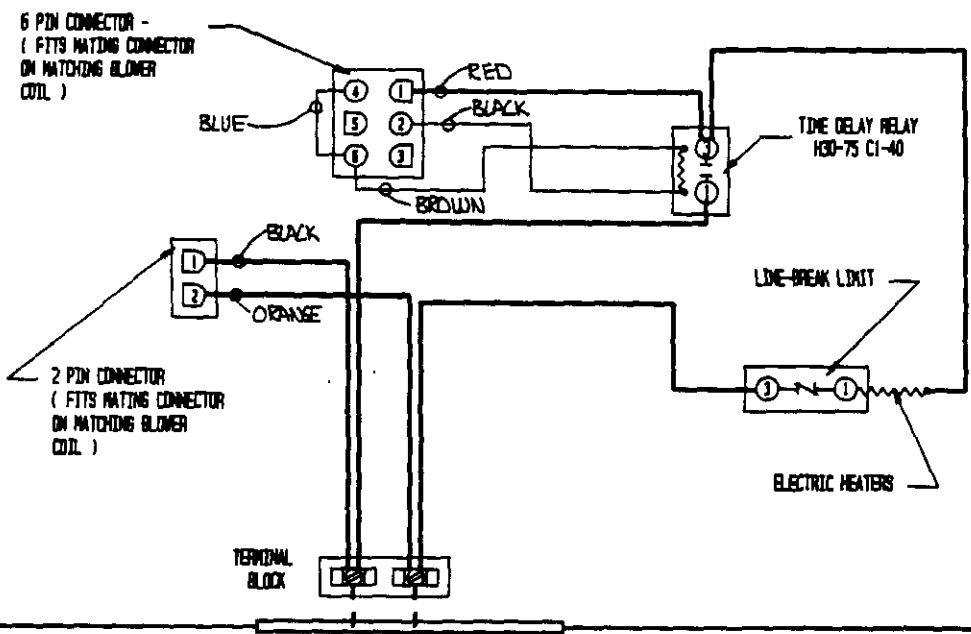 6 PIN CONNECTOR -
( FITS MATING CONNECTOR
ON MATCHING BLOWER
COIL )
BLUE
4
1
5
2
6
3
RED
BLACK
BROWN
TIME DELAY RELAY
H30-75 C1-40
3
1
1
2
BLACK
ORANGE
2 PIN CONNECTOR
( FITS MATING CONNECTOR
ON MATCHING BLOWER
COIL )
LINE-BREAK LIMIT
3
1
ELECTRIC HEATERS
TERMINAL
BLOCK